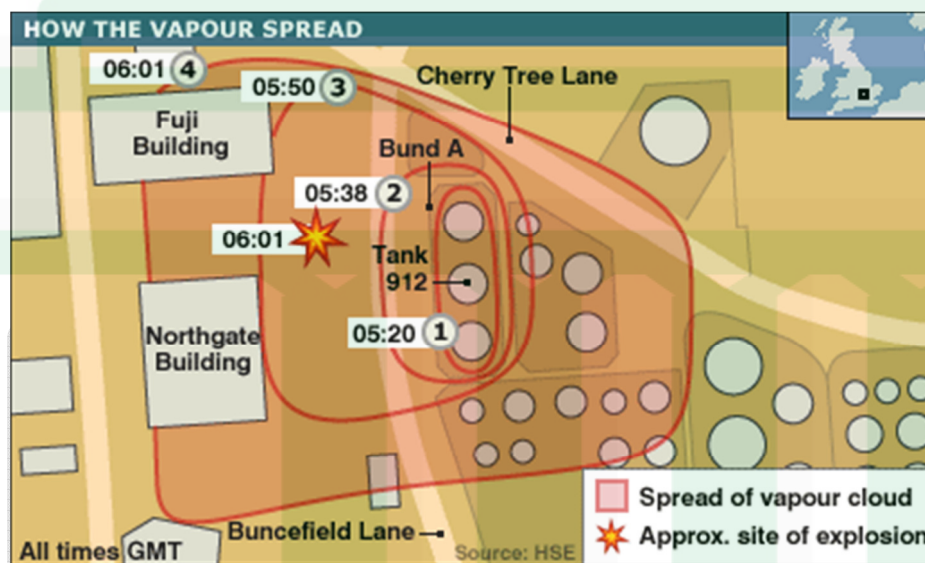 HOW THE VAPOUR SPREAD
06:01 4
05:50 3
Cherry Tree Lane
Fuji
Building
Bund A
05:38 2
06:01
Tank
912
05:20 1
Northgate
Building
Spread of vapour cloud
Buncefield Lane
Approx. site of explosion
All times GMT
Source: HSE